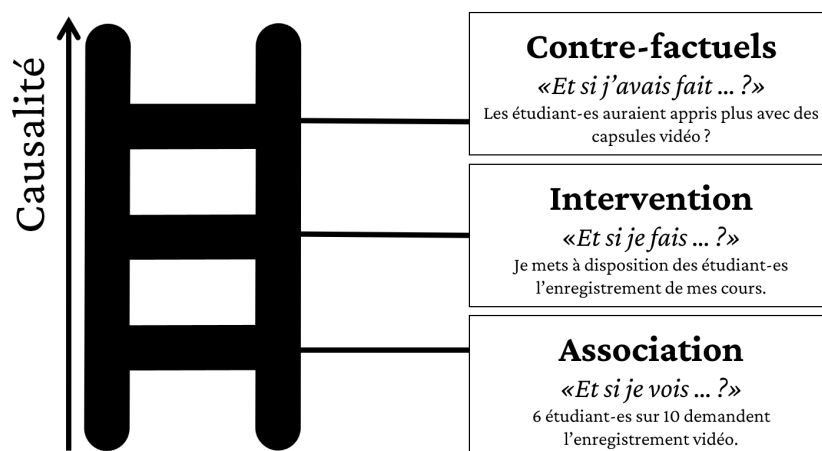 Causalité
Contre-factuels
«Et si j’avais fait ... ?»
Les étudiant-es auraient appris plus avec des
capsules vidéo ?
Intervention
«Et si je fais ... ?»
Je mets à disposition des étudiant-es
l’enregistrement de mes cours.
Association
«Et si je vois ... ?»
6 étudiant-es sur 10 demandent
l’enregistrement vidéo.